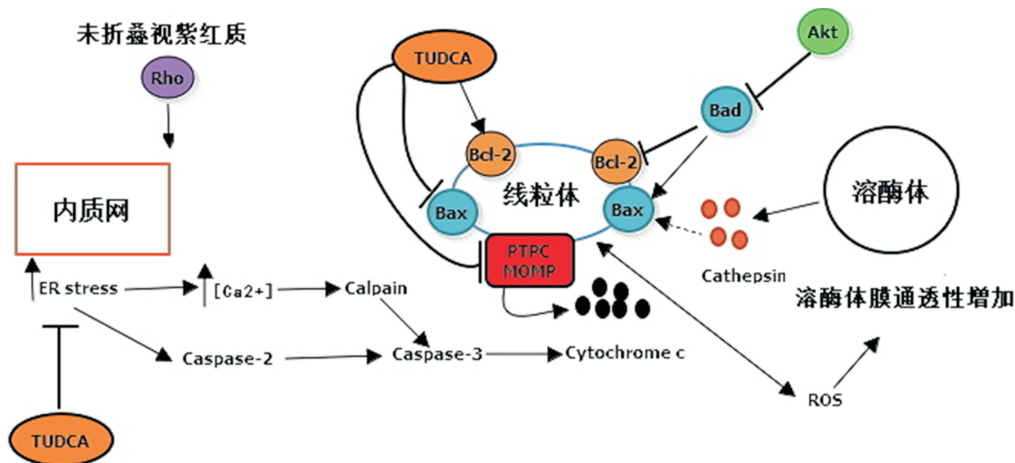 未折叠视紫红质
Rho
内质网
ER stress
[Ca2+]
Calpain
Caspase-2
Caspase-3
Cytochrome c
TUDCA
TUDCA
Bcl-2
Bcl-2
Bax
线粒体
Bax
PTPC
MOMP
Akt
Bad
溶酶体
Cathepsin
溶酶体膜通透性增加
ROS